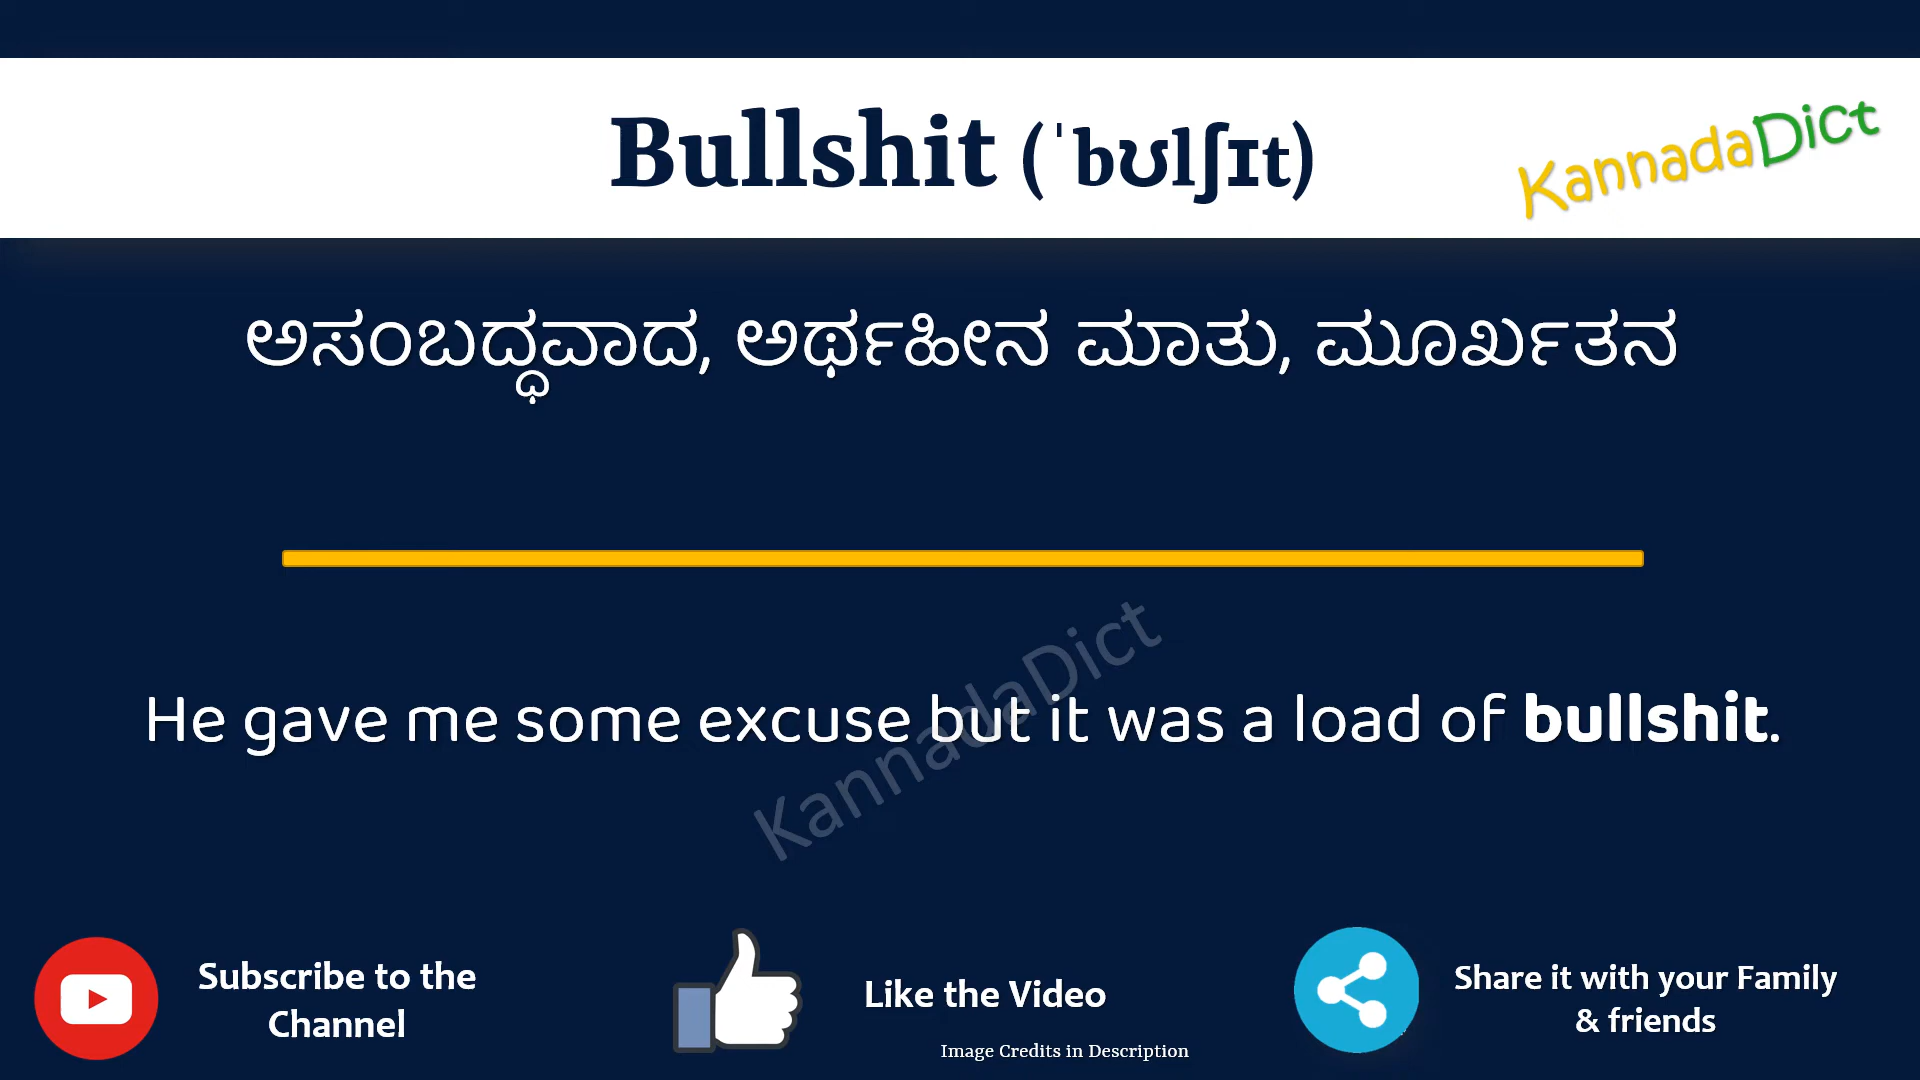 Bullshit (ˈbʊlʃɪt)
KannadaDict
ಅಸಂಬದ್ಧವಾದ, ಅರ್ಥಹೀನ ಮಾತು, ಮೂರ್ಖತನ
He gave me some excuse but it was a load of bullshit.
KannadaDict
Subscribe to the
Channel
Like the Video
Image Credits in Description
Share it with your Family
& friends